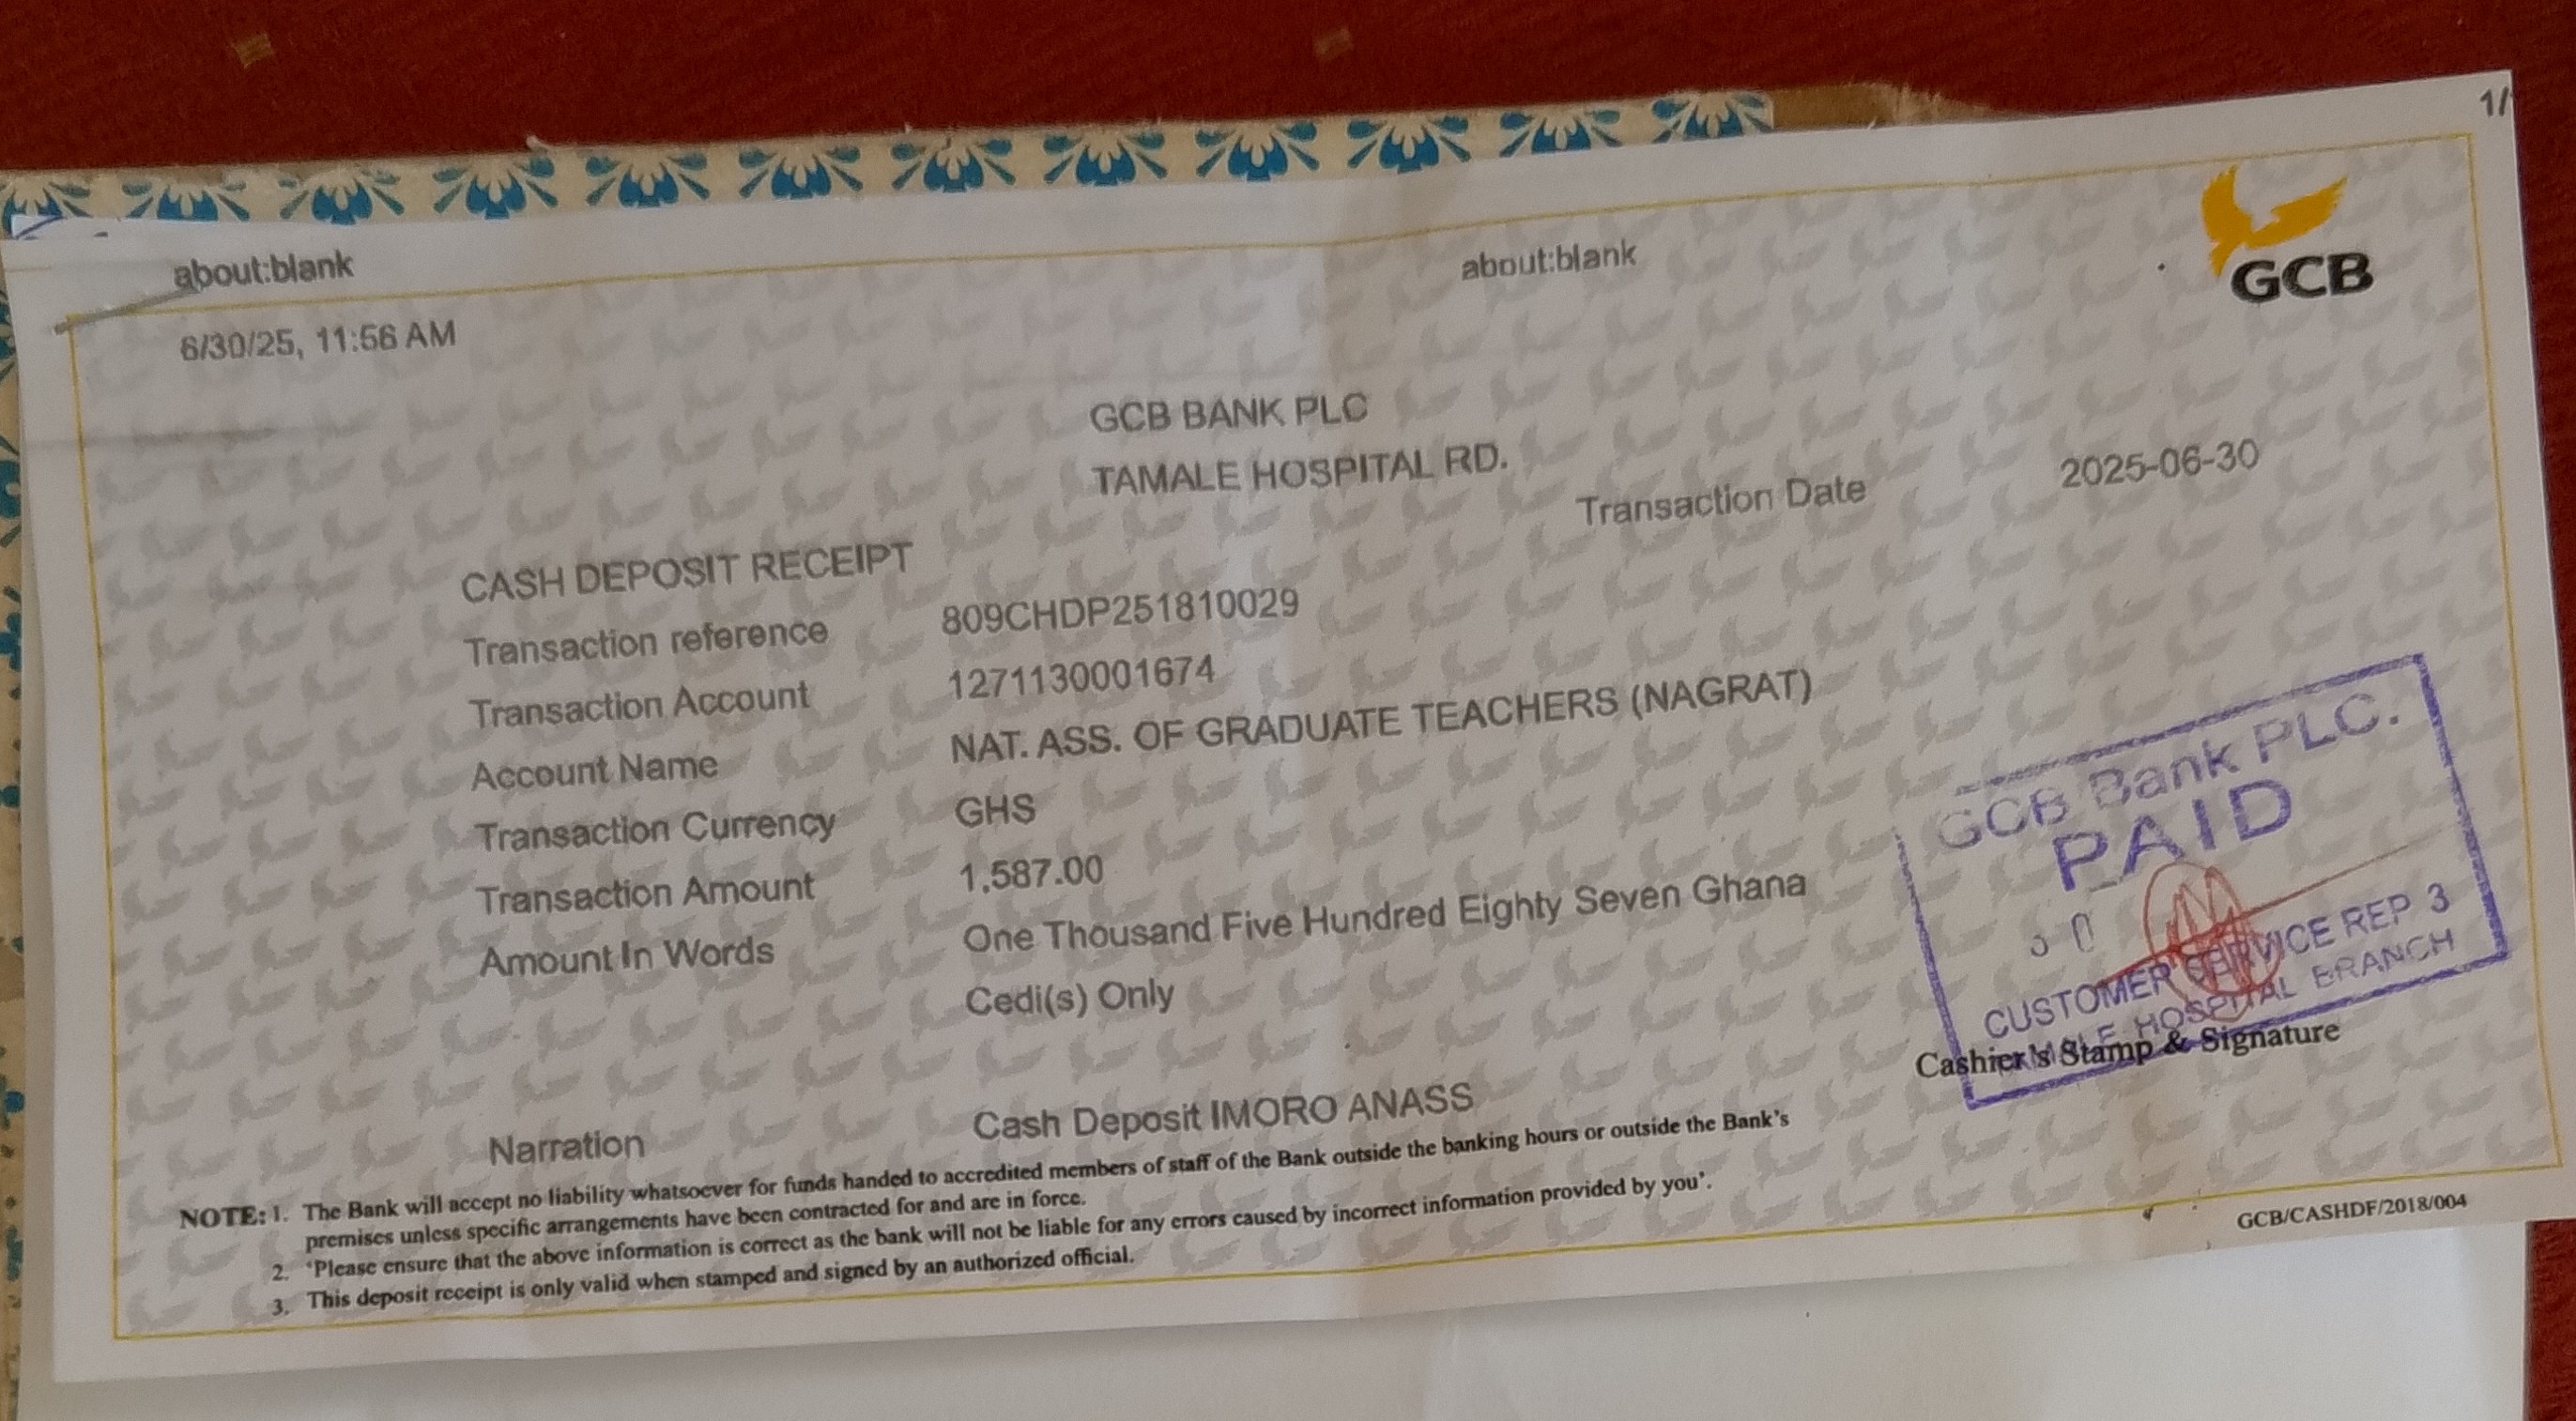 1/
about:blank
about:blank
GCB
6/30/25, 11:56 AM
GCB BANK PLC
TAMALE HOSPITAL RD.
Transaction Date 2025-06-30
CASH DEPOSIT RECEIPT
Transaction reference 809CHDP251810029
Transaction Account 1271130001674
Account Name NAT. ASS. OF GRADUATE TEACHERS (NAGRAT)
Transaction Currency GHS
Transaction Amount 1,587.00
Amount In Words One Thousand Five Hundred Eighty Seven Ghana
Cedi(s) Only
GCB Bank PLC.
PAID
30
CUSTOMER SERVICE REP 3
TAMALE HOSPITAL BRANCH
Cashier's Stamp & Signature
Narration Cash Deposit IMORO ANASS
NOTE: 1. The Bank will accept no liability whatsoever for funds handed to accredited members of staff of the Bank outside the banking hours or outside the Bank's
premises unless specific arrangements have been contracted for and are in force.
2. 'Please ensure that the above information is correct as the bank will not be liable for any errors caused by incorrect information provided by you'.
3. This deposit receipt is only valid when stamped and signed by an authorized official.
GCB/CASHDF/2018/004